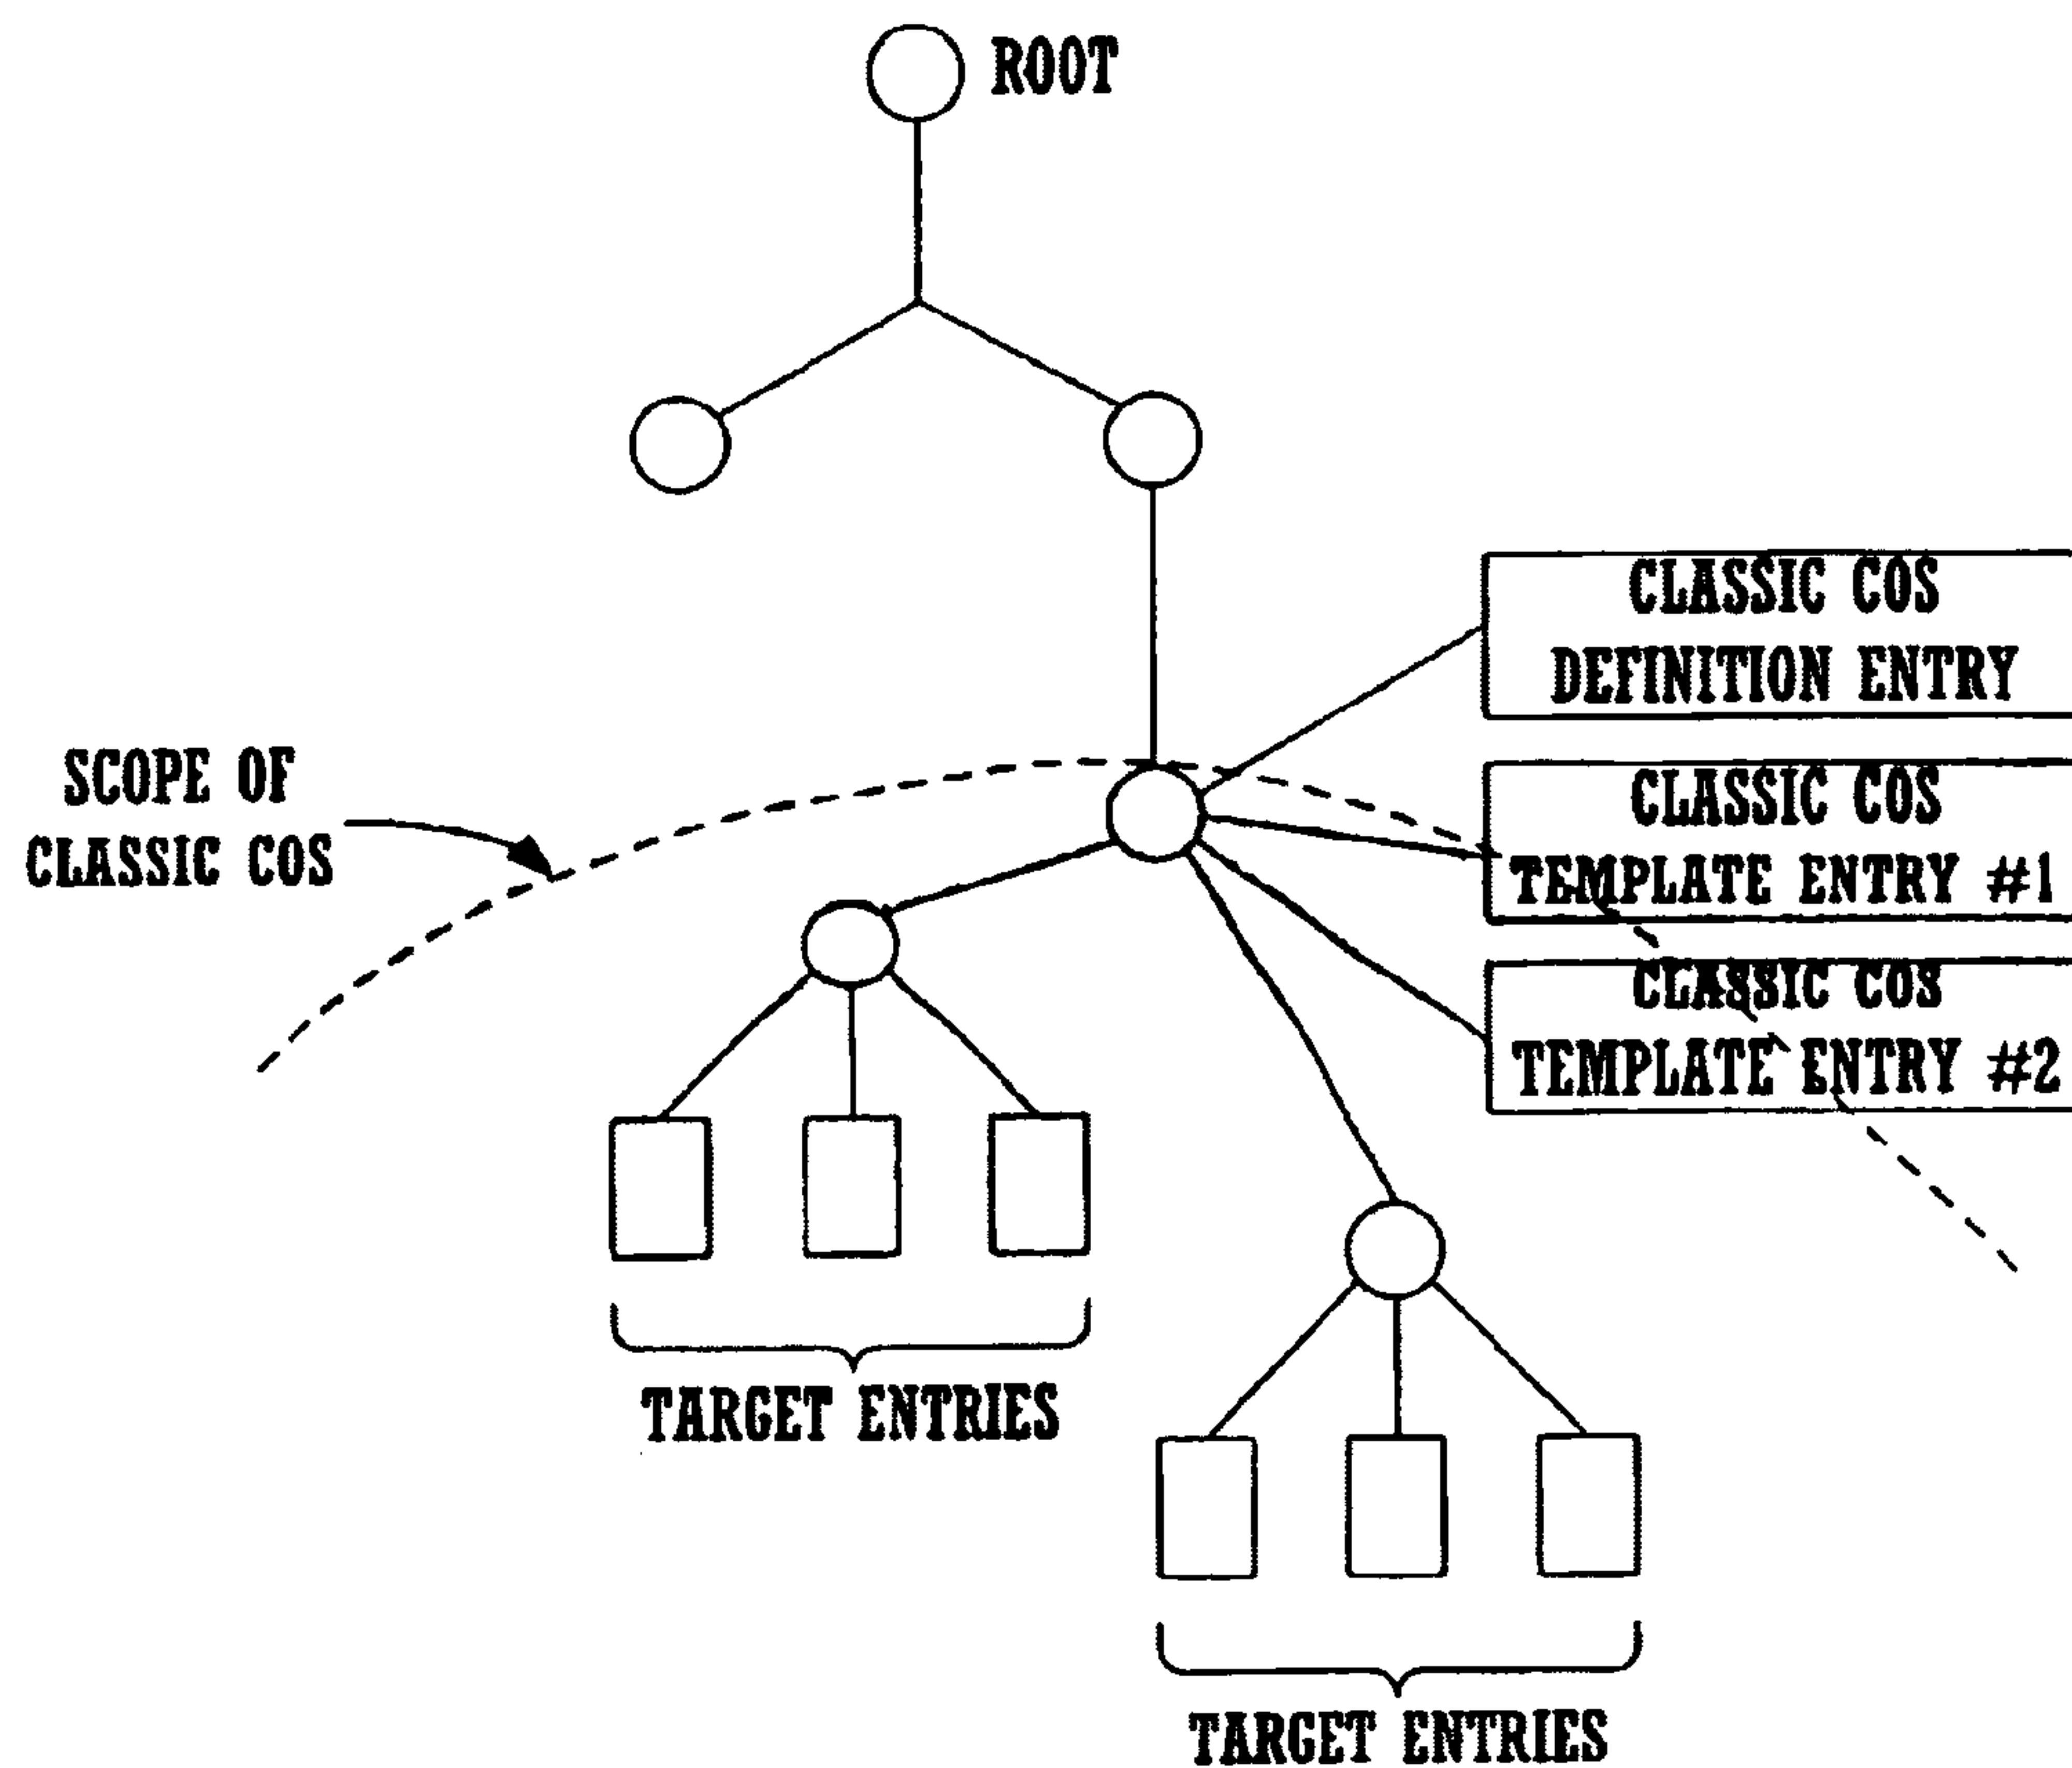 ROOT
CLASSIC COS
DEFINITION ENTRY
SCOPE OF
CLASSIC COS
CLASSIC COS
TEMPLATE ENTRY #1
CLASSIC COS
TEMPLATE ENTRY #2
TARGET ENTRIES
TARGET ENTRIES